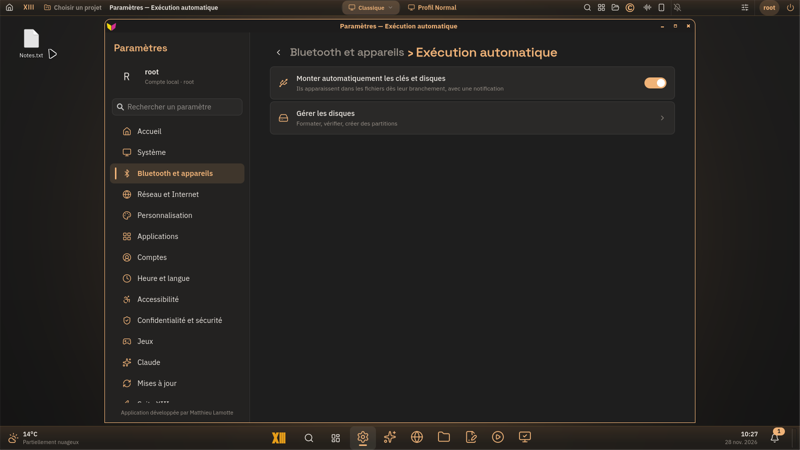 XIII
Choisir un projet
Paramètres — Exécution automatique
Classique
Profil Normal
root
Notes.txt
Paramètres — Exécution automatique
Paramètres
R
root
Compte local · root
Rechercher un paramètre
Accueil
Système
Bluetooth et appareils
Réseau et Internet
Personnalisation
Applications
Comptes
Heure et langue
Accessibilité
Confidentialité et sécurité
Jeux
Claude
Mises à jour
Application développée par Matthieu Lamotte
Bluetooth et appareils > Exécution automatique
Monter automatiquement les clés et disques
Ils apparaissent dans les fichiers dès leur branchement, avec une notification
Gérer les disques
Formater, vérifier, créer des partitions
14°C
Partiellement nuageux
XIII
10:27
28 nov. 2026
1